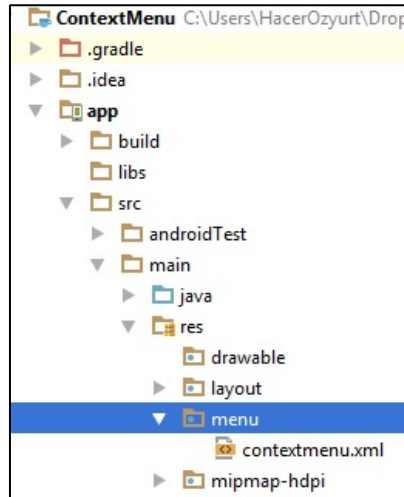 ContextMenu C:\Users\HacerOzyurt\Drop
.gradle
.idea
app
build
libs
src
androidTest
main
java
res
drawable
layout
menu
contextmenu.xml
mipmap-hdpi